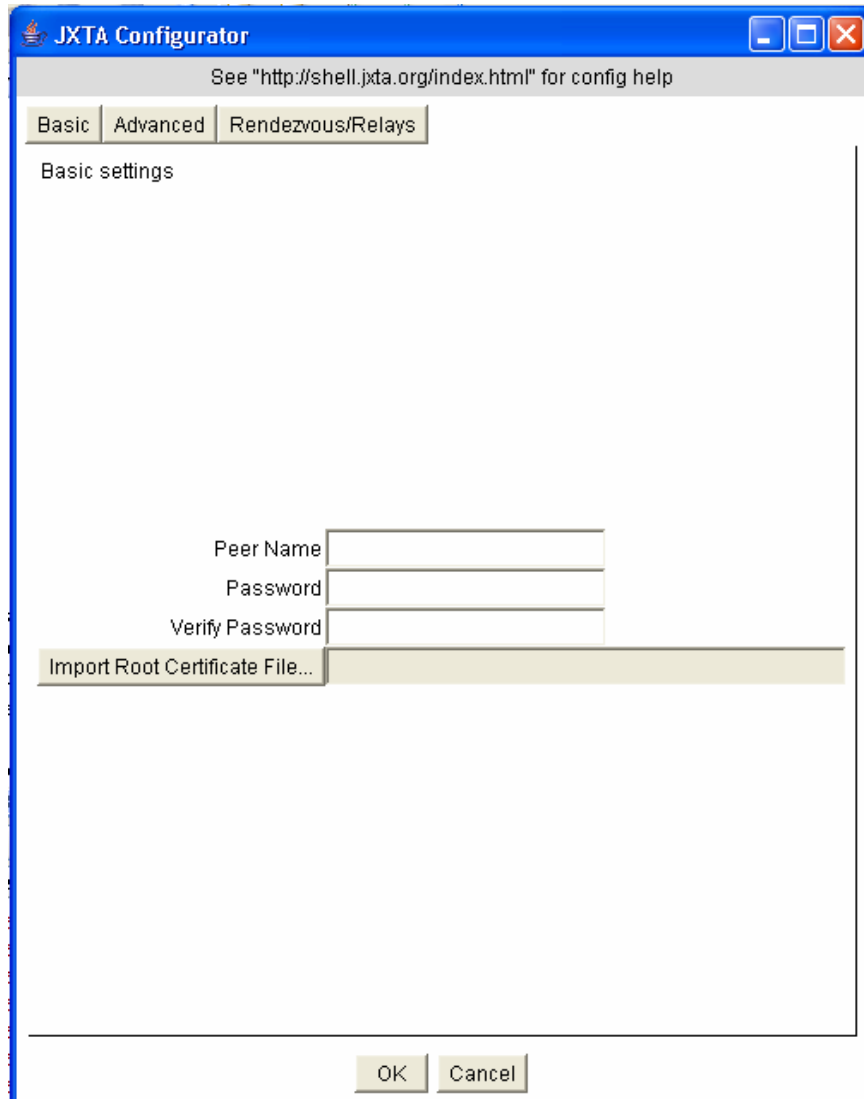 JXTA Configurator
See "http://shell.jxta.org/index.html" for config help
Basic Advanced Rendezvous/Relays
Basic settings
Peer Name
Password
Verify Password
Import Root Certificate File...
OK Cancel